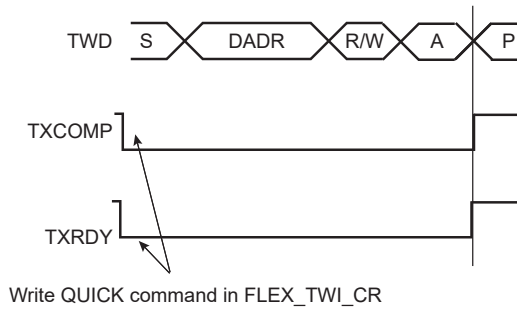 TWD S DADR R/W A P
TXCOMP
TXRDY
Write QUICK command in FLEX_TWI_CR